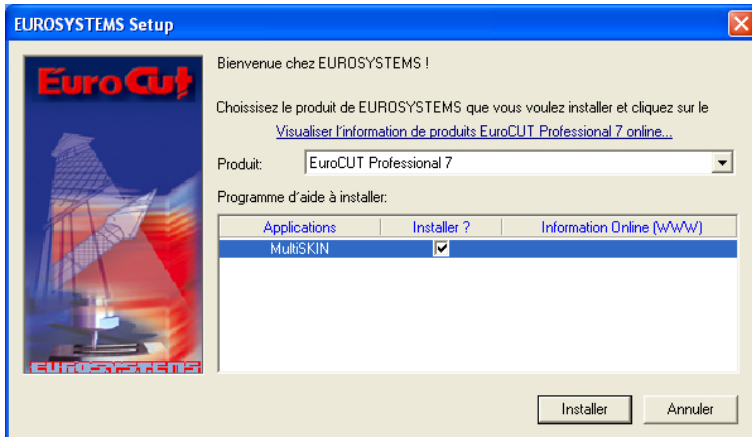 EUROSYSTEMS Setup
EuroCut
EUROSYSTEMS
Bienvenue chez EUROSYSTEMS !
Choissisez le produit de EUROSYSTEMS que vous voulez installer et cliquez sur le
Visualiser l'information de produits EuroCUT Professional 7 online...
Produit: EuroCUT Professional 7
Programme d'aide à installer:
Applications Installer ? Information Online (WWW)
MultiSKIN
Installer Annuler